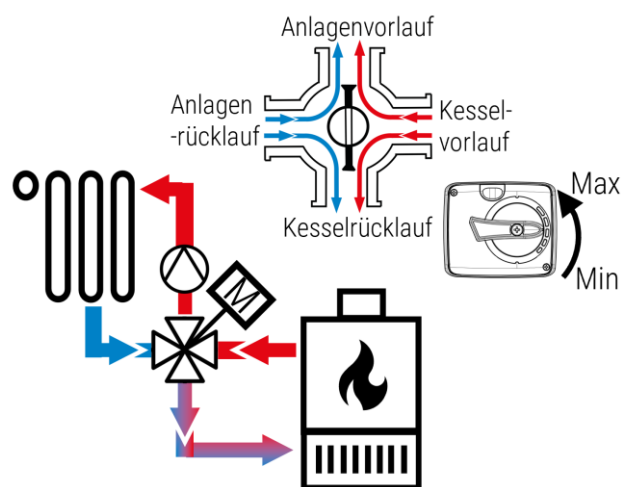 Anlagenvorlauf
Anlagen
-rücklauf
Kessel-
vorlauf
Kesselrücklauf
Max
Min
M